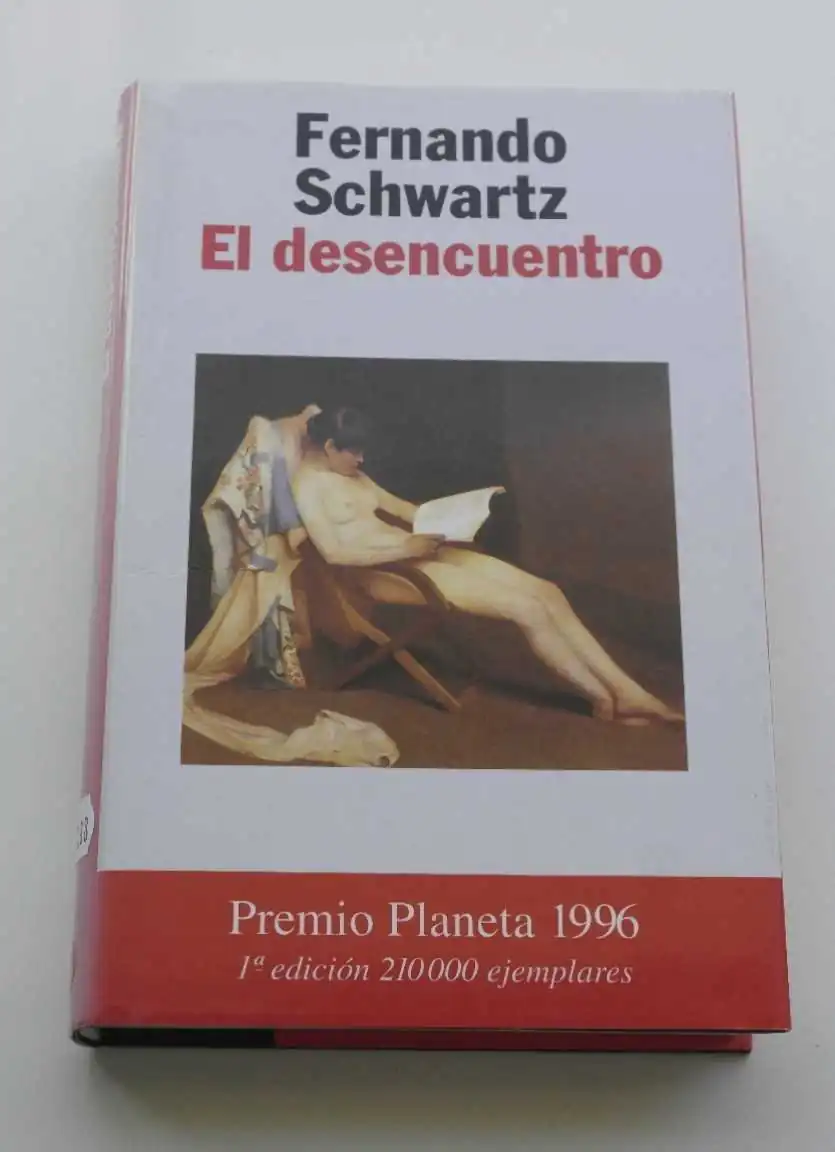 Fernando
Schwartz
El desencuentro
Premio Planeta 1996
1ª edición 210000 ejemplares